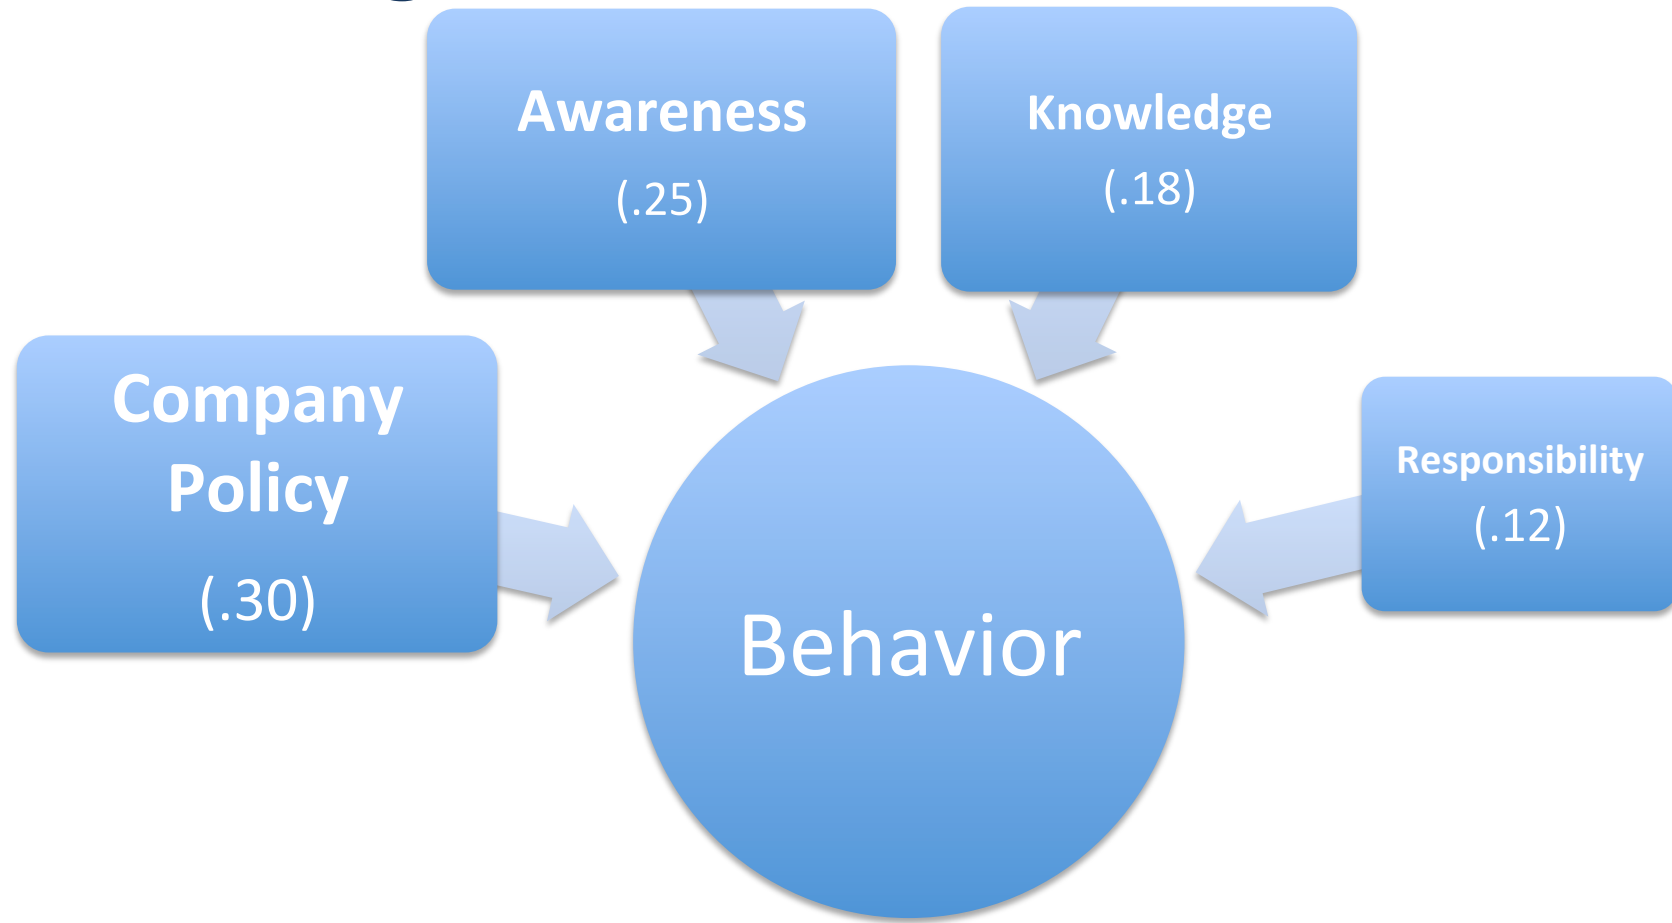 Awareness
(.25)
Knowledge
(.18)
Company
Policy
(.30)
Responsibility
(.12)
Behavior